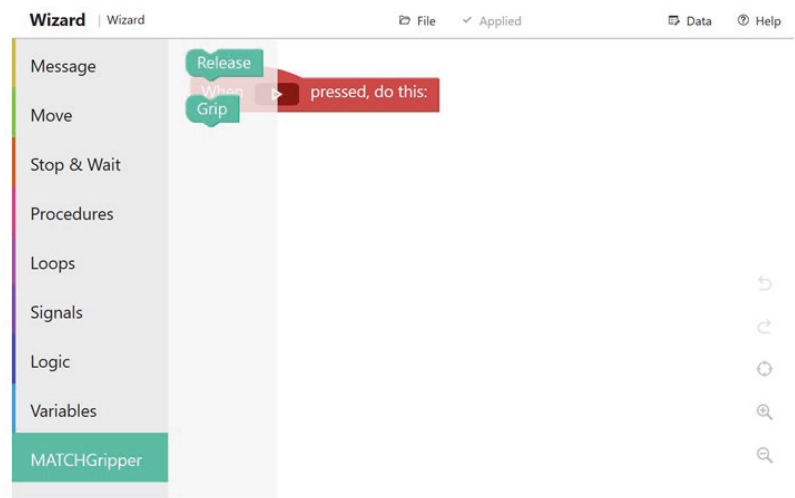 Wizard | Wizard
File
Applied
Data
Help
Message
Move
Stop & Wait
Procedures
Loops
Signals
Logic
Variables
MATCHGripper
Release
When pressed, do this:
Grip